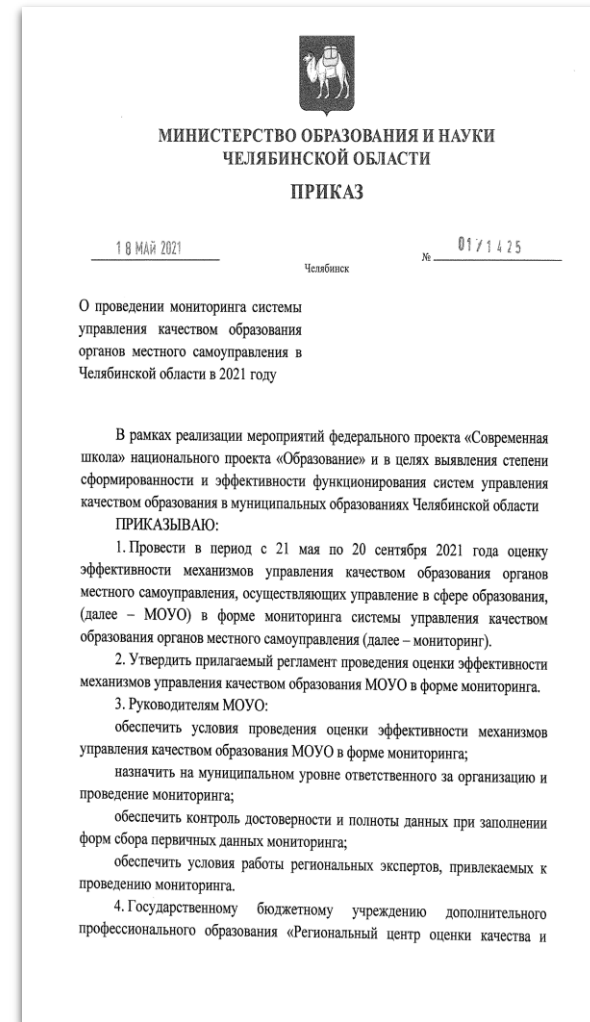 МИНИСТЕРСТВО ОБРАЗОВАНИЯ И НАУКИ
ЧЕЛЯБИНСКОЙ ОБЛАСТИ
ПРИКАЗ
18 МАЙ 2021
№ 01/1425
Челябинск
О проведении мониторинга системы
управления качеством образования
органов местного самоуправления в
Челябинской области в 2021 году
В рамках реализации мероприятий федерального проекта «Современная
школа» национального проекта «Образование» и в целях выявления степени
сформированности и эффективности функционирования систем управления
качеством образования в муниципальных образованиях Челябинской области
ПРИКАЗЫВАЮ:
1. Провести в период с 21 мая по 20 сентября 2021 года оценку
эффективности механизмов управления качеством образования органов
местного самоуправления, осуществляющих управление в сфере образования,
(далее – МОУО) в форме мониторинга системы управления качеством
образования органов местного самоуправления (далее – мониторинг).
2. Утвердить прилагаемый регламент проведения оценки эффективности
механизмов управления качеством образования МОУО в форме мониторинга.
3. Руководителям МОУО:
обеспечить условия проведения оценки эффективности механизмов
управления качеством образования МОУО в форме мониторинга;
назначить на муниципальном уровне ответственного за организацию и
проведение мониторинга;
обеспечить контроль достоверности и полноты данных при заполнении
форм сбора первичных данных мониторинга;
обеспечить условия работы региональных экспертов, привлекаемых к
проведению мониторинга.
4. Государственному бюджетному учреждению дополнительного
профессионального образования «Региональный центр оценки качества и